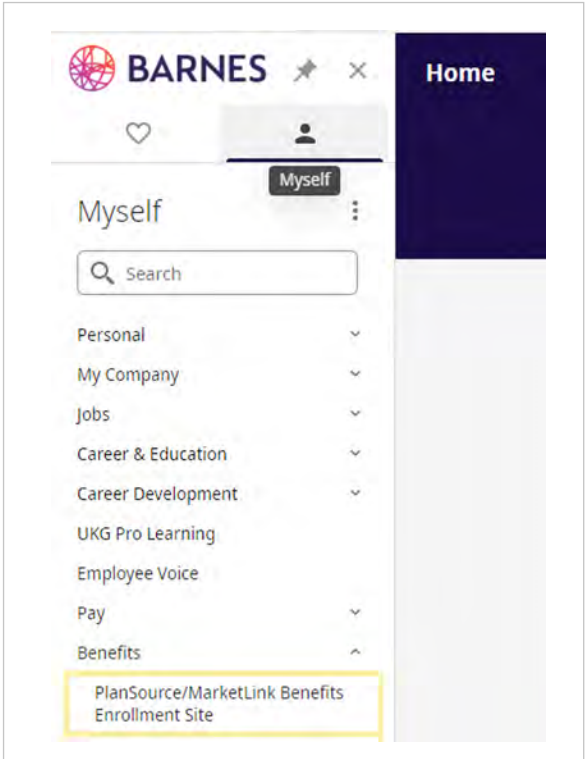 BARNES
Home
Myself
Myself
Search
Personal
My Company
Jobs
Career & Education
Career Development
UKG Pro Learning
Employee Voice
Pay
Benefits
PlanSource/MarketLink Benefits
Enrollment Site